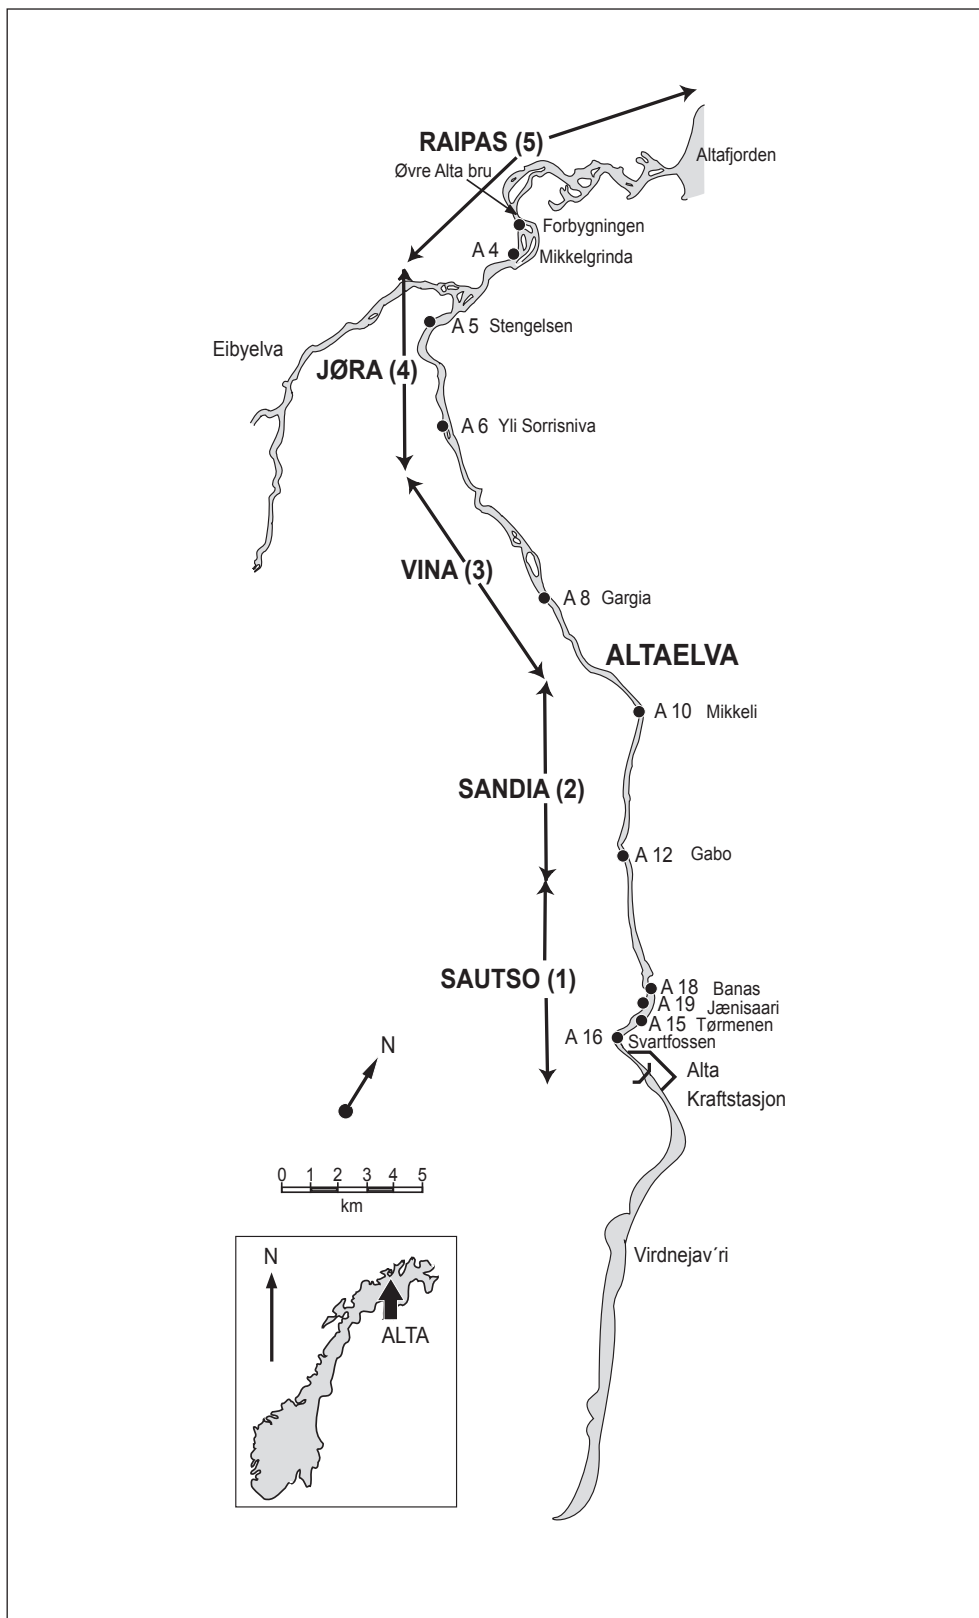 RAIPAS (5)
Altafjorden
Øvre Alta bru
Forbygningen
A 4
Mikkelgrinda
A 5 Stengelsen
Eibyelva
JØRA (4)
A 6 Yli Sorrisniva
VINA (3)
A 8 Gargia
ALTAELVA
A 10 Mikkeli
SANDIA (2)
A 12 Gabo
SAUTSO (1)
A 18 Banas
A 19 Jænisaari
A 15 Tørmenen
A 16 Svartfossen
N
Alta
Kraftstasjon
0 1 2 3 4 5
km
Virdnejav´ri
N
ALTA